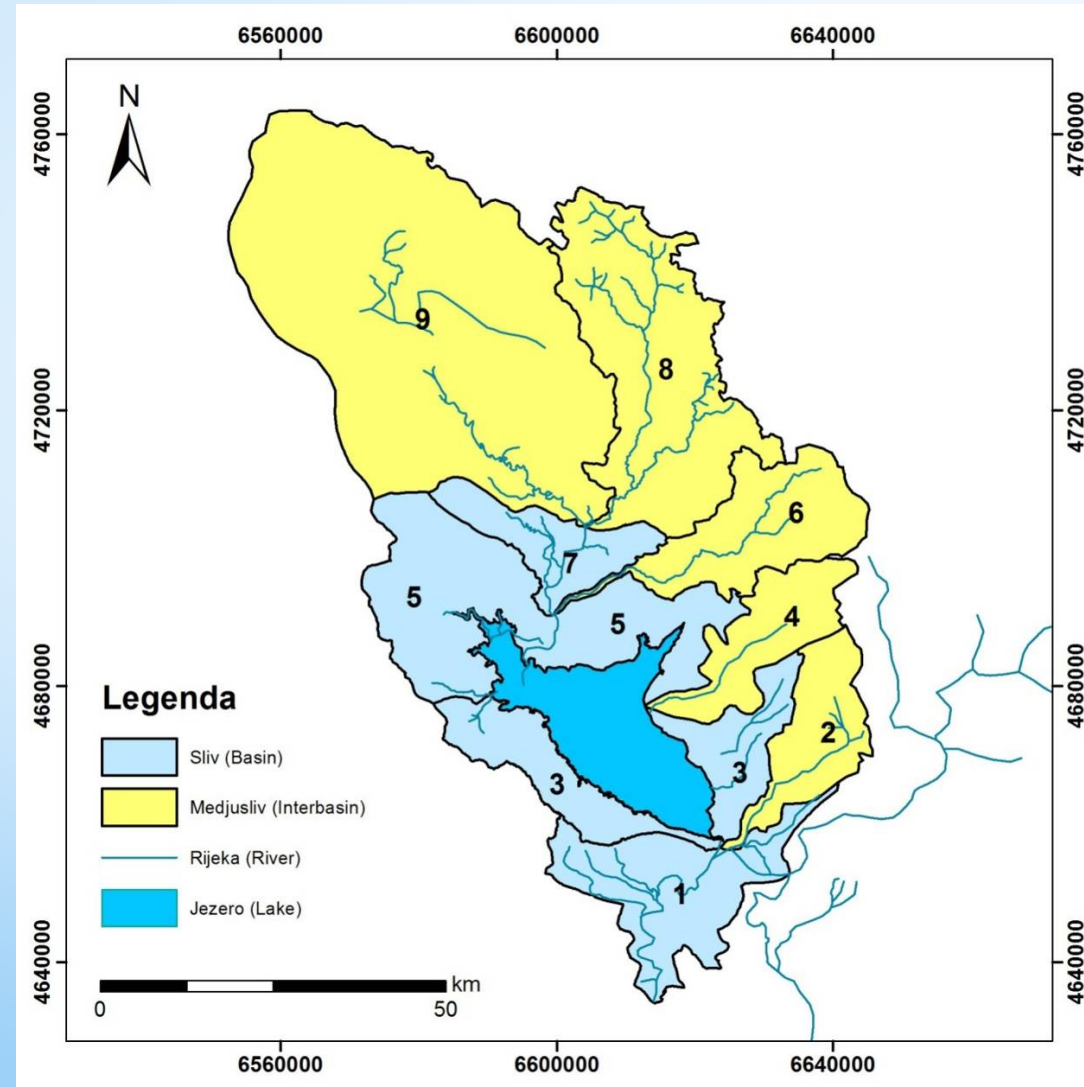 6560000 6600000 6640000
N
4760000 4760000
9
8
4720000 4720000
6
7
5
5
4
4680000 4680000
2
3
3
1
Legenda
Sliv (Basin)
Medjusliv (Interbasin)
Rijeka (River)
Jezero (Lake)
km
0 50
4640000 4640000
6560000 6600000 6640000